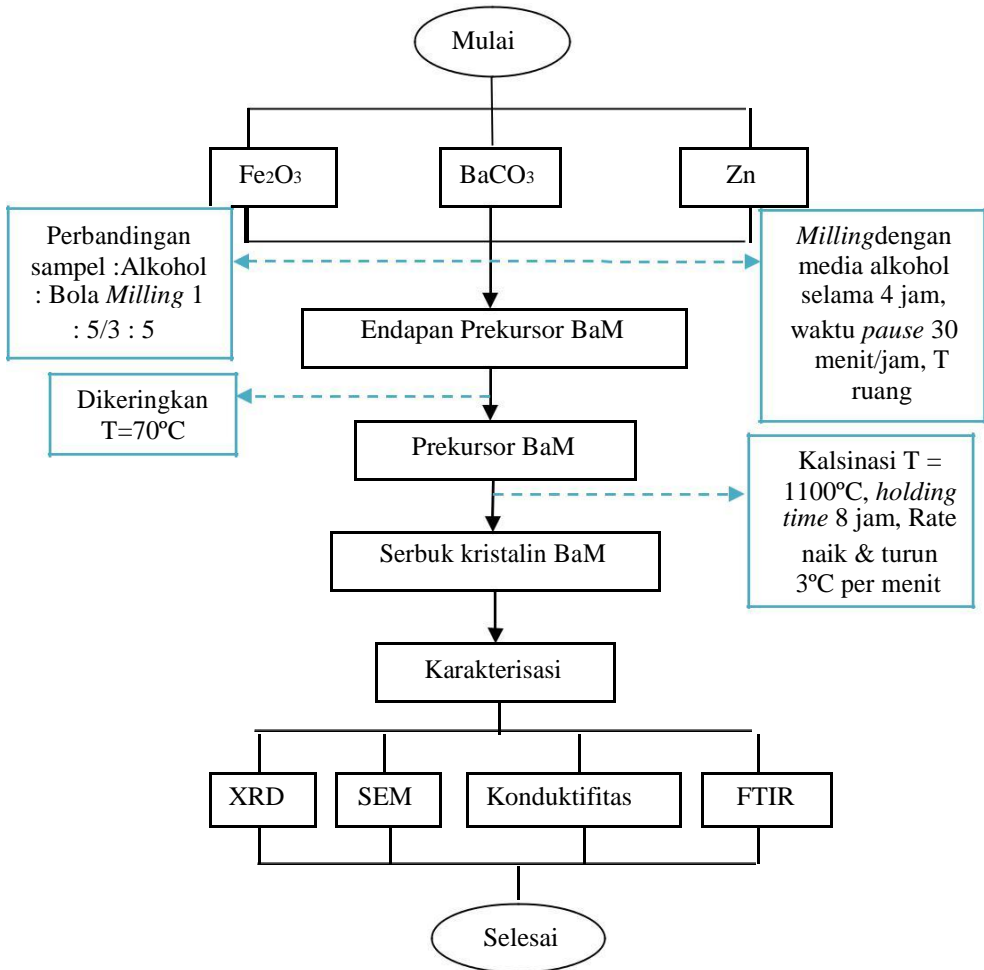 Mulai
Fe₂O₃
BaCO₃
Zn
Perbandingan
sampel :Alkohol
: Bola Milling 1
: 5/3 : 5
Millingdengan
media alkohol
selama 4 jam,
waktu pause 30
menit/jam, T
ruang
Endapan Prekursor BaM
Dikeringkan
T=70ºC
Prekursor BaM
Kalsinasi T =
1100ºC, holding
time 8 jam, Rate
naik & turun
3ºC per menit
Serbuk kristalin BaM
Karakterisasi
XRD
SEM
Konduktifitas
FTIR
Selesai